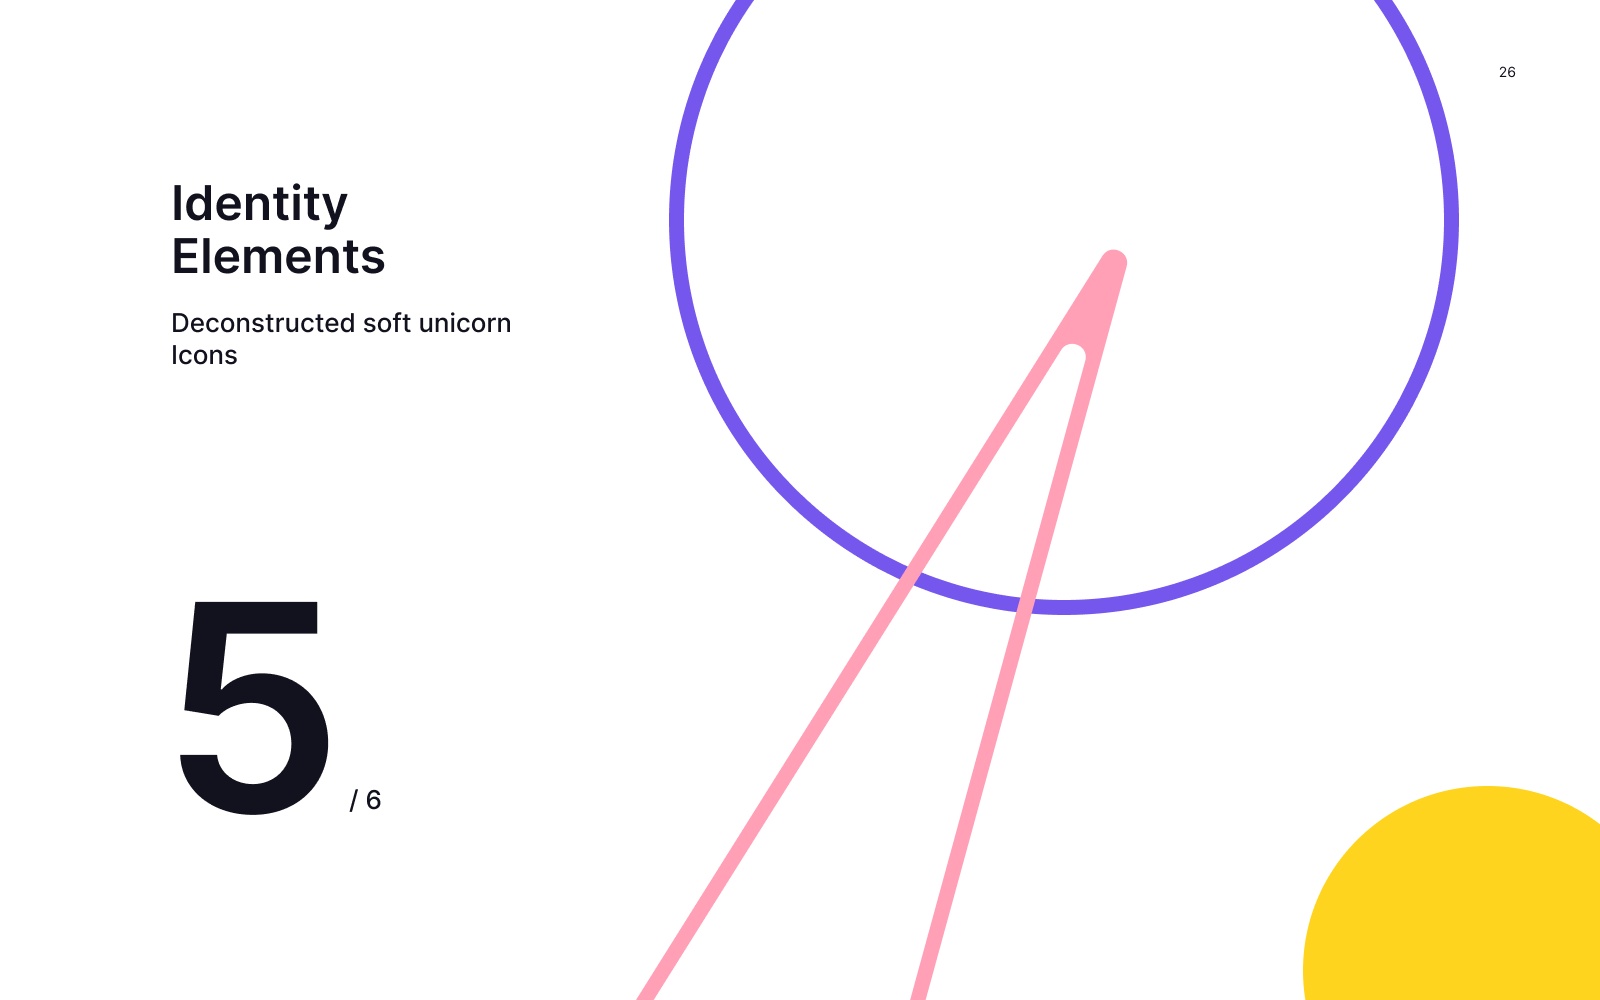 26
Identity
Elements
Deconstructed soft unicorn
Icons
5 / 6